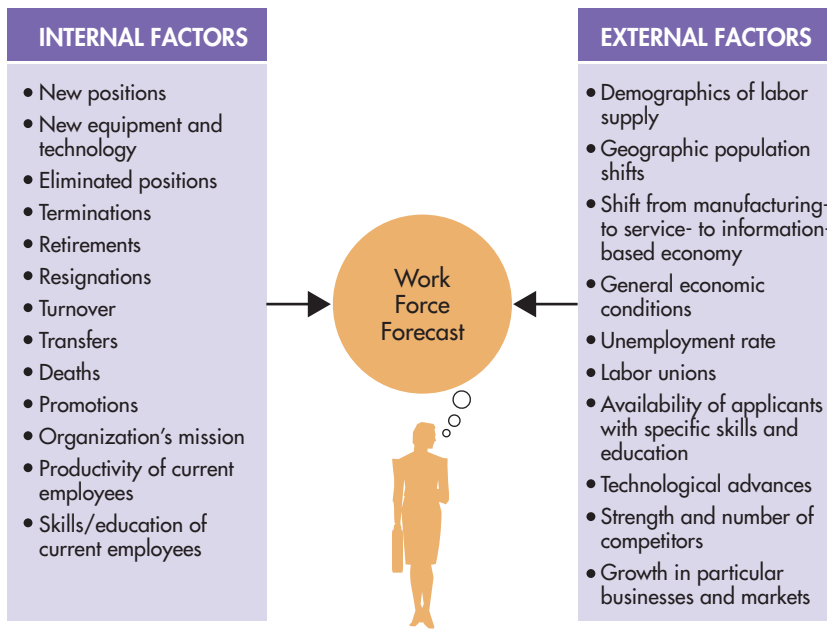 INTERNAL FACTORS
• New positions
• New equipment and
technology
• Eliminated positions
• Terminations
• Retirements
• Resignations
• Turnover
• Transfers
• Deaths
• Promotions
• Organization's mission
• Productivity of current
employees
• Skills/education of
current employees
Work
Force
Forecast
EXTERNAL FACTORS
• Demographics of labor
supply
• Geographic population
shifts
• Shift from manufacturing-
to service- to information-
based economy
• General economic
conditions
• Unemployment rate
• Labor unions
• Availability of applicants
with specific skills and
education
• Technological advances
• Strength and number of
competitors
• Growth in particular
businesses and markets